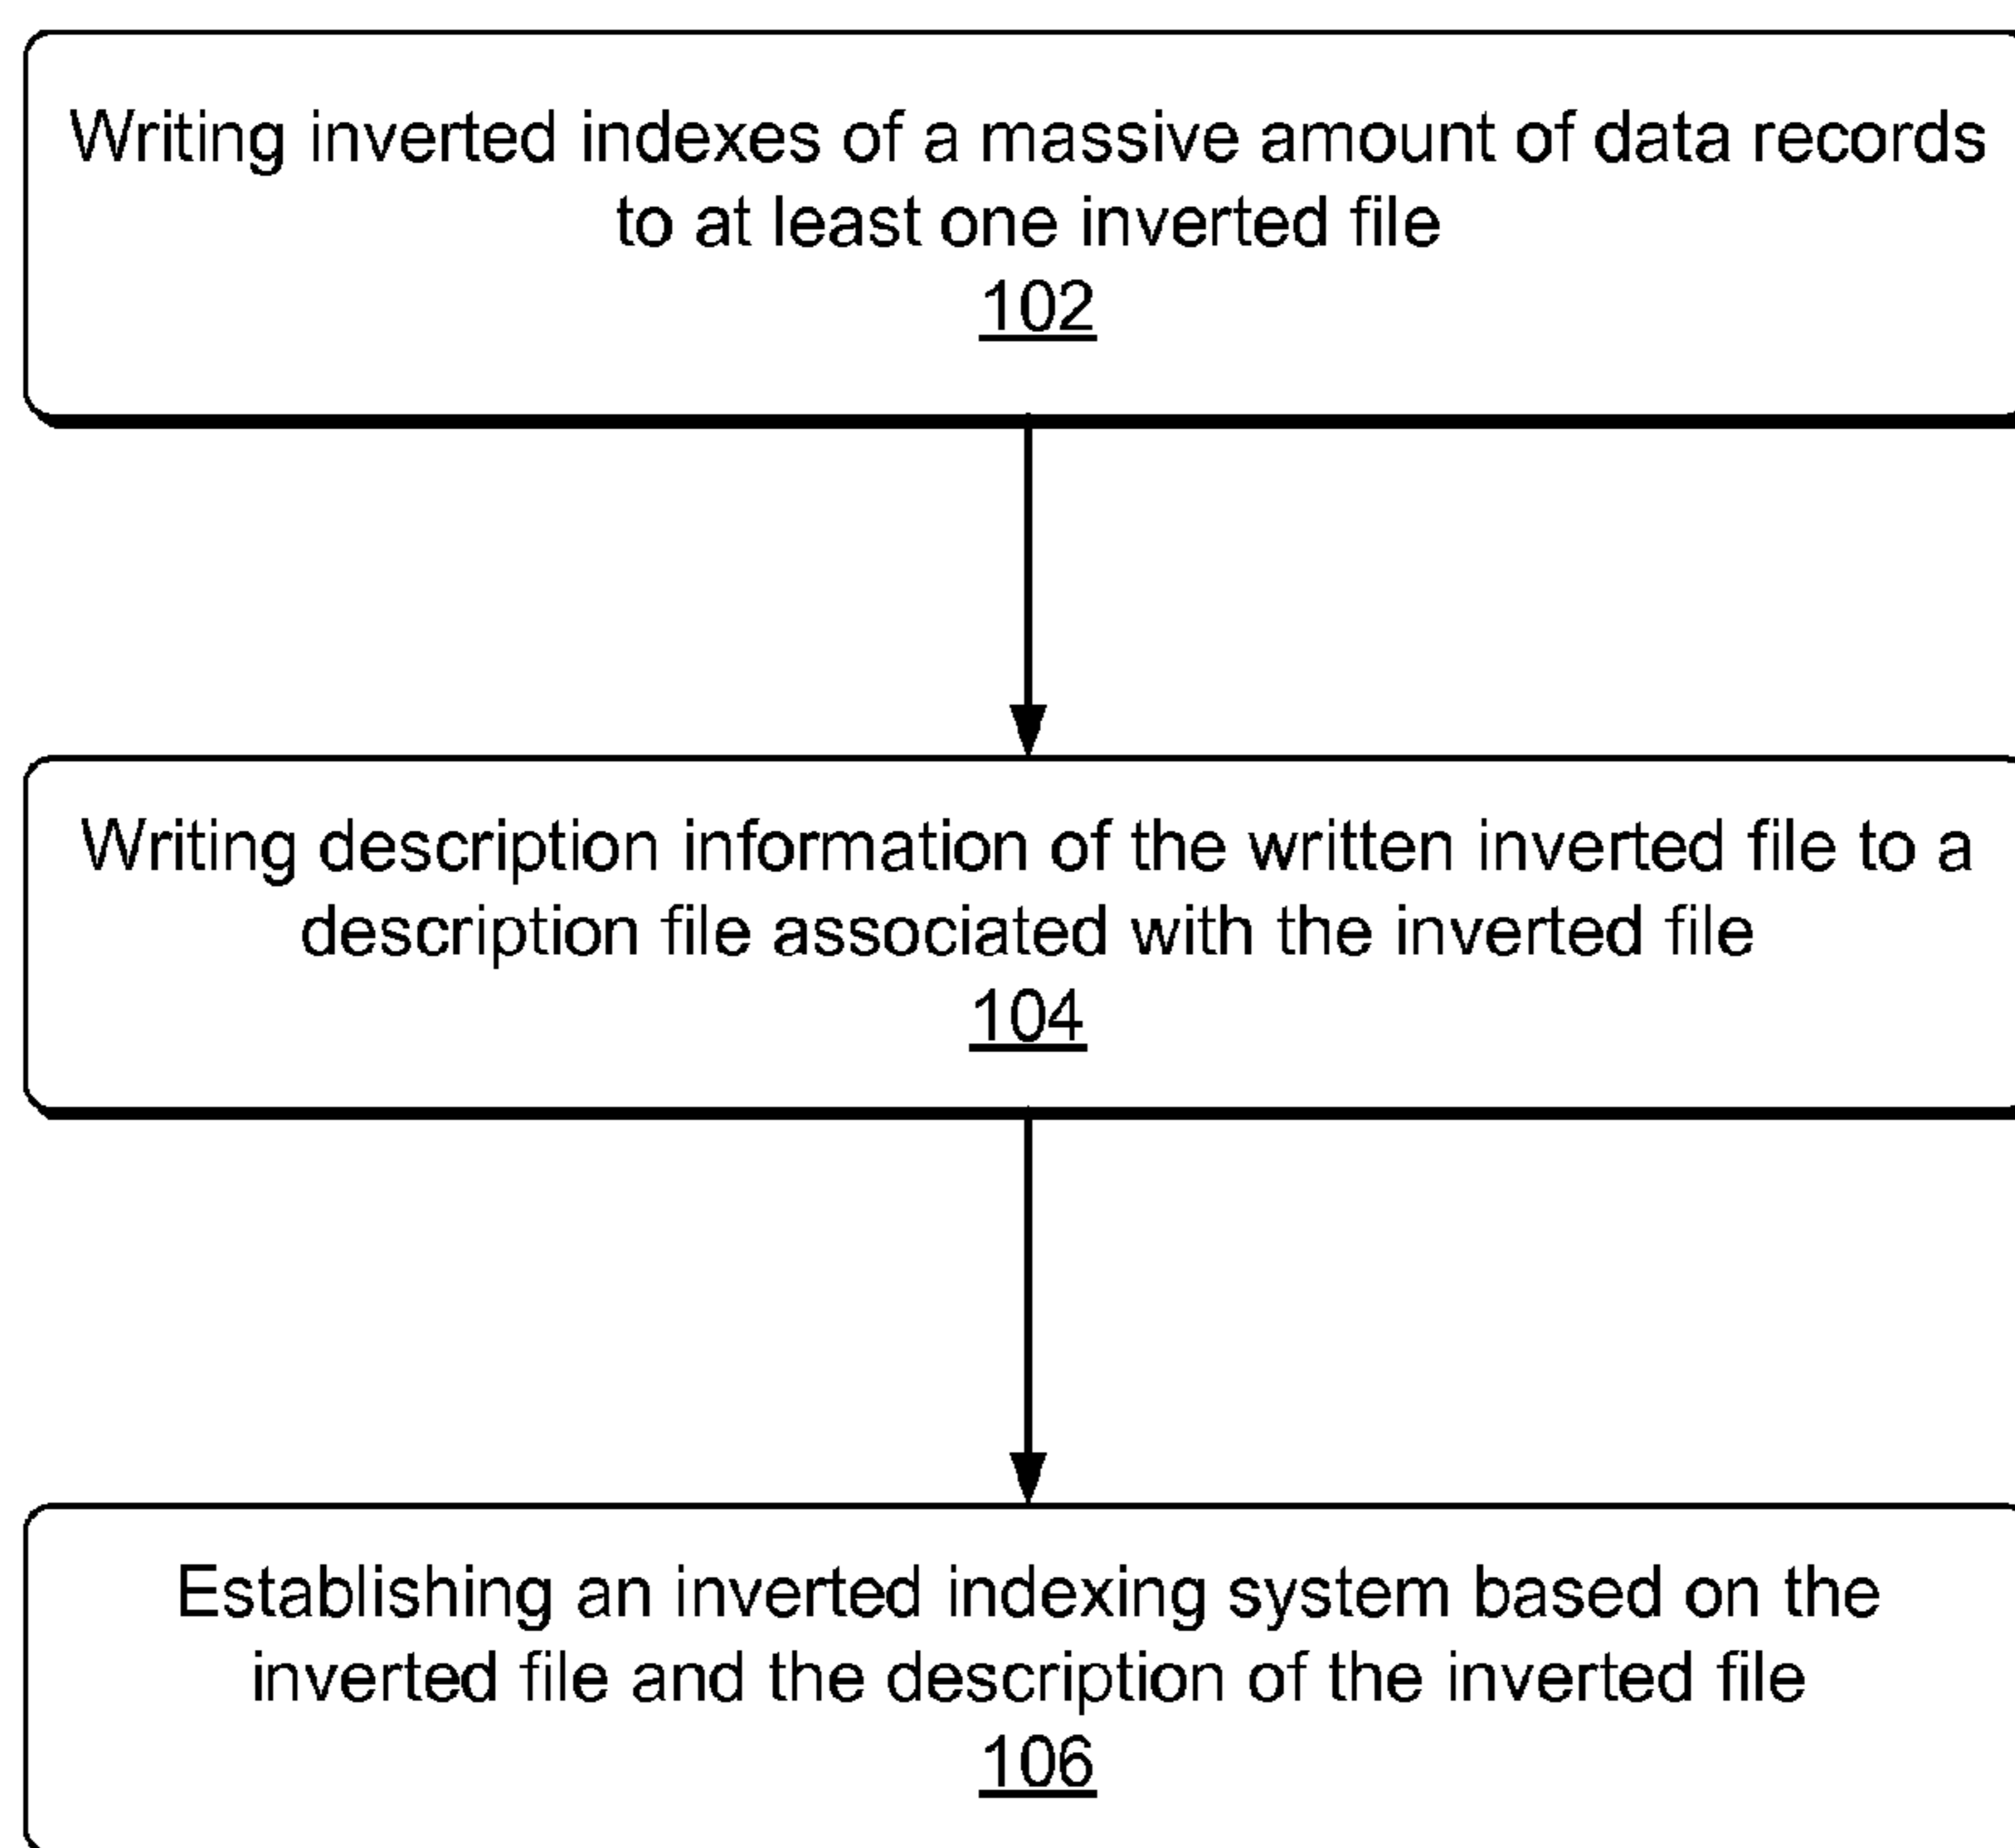 Writing inverted indexes of a massive amount of data records
to at least one inverted file
102
Writing description information of the written inverted file to a
description file associated with the inverted file
104
Establishing an inverted indexing system based on the
inverted file and the description of the inverted file
106